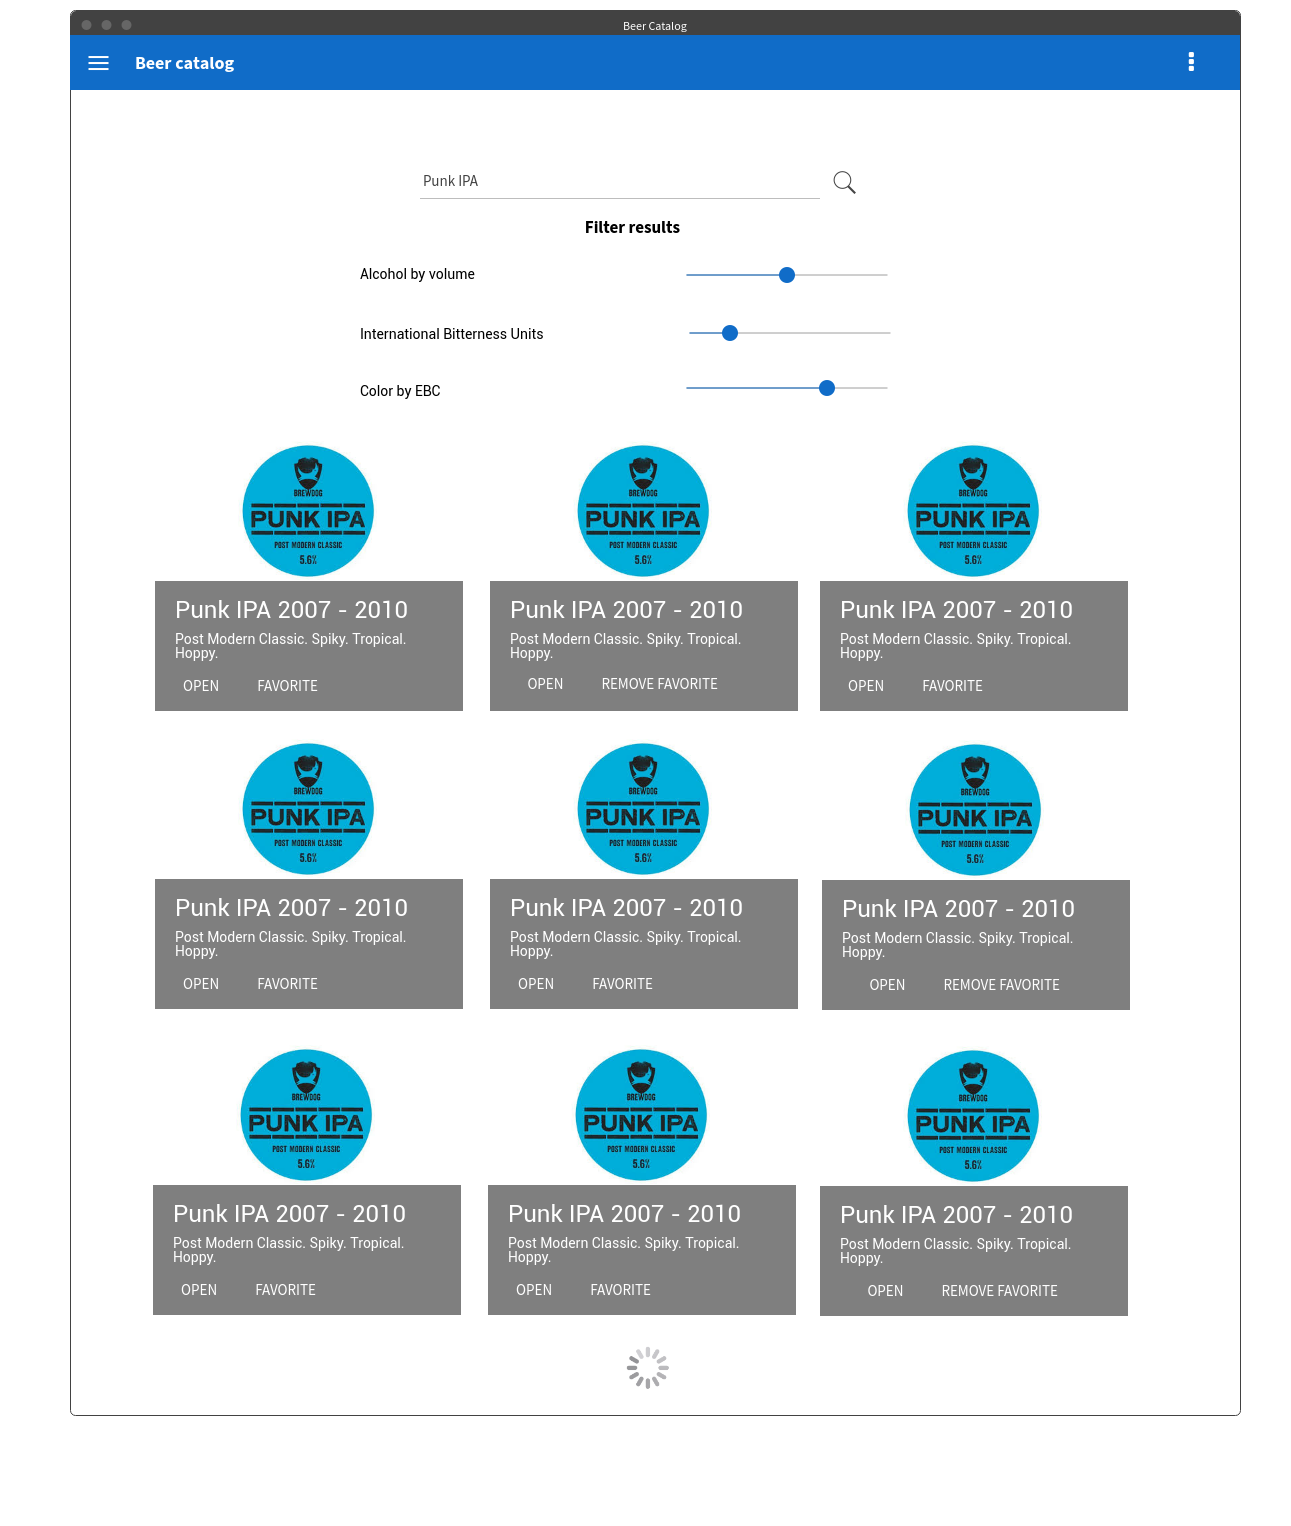 Beer Catalog
Beer catalog
Punk IPA
Filter results
Alcohol by volume
International Bitterness Units
Color by EBC
BREWDOG
PUNK IPA
POST MODERN CLASSIC
5.6%
BREWDOG
PUNK IPA
POST MODERN CLASSIC
5.6%
BREWDOG
PUNK IPA
POST MODERN CLASSIC
5.6%
Punk IPA 2007 - 2010
Post Modern Classic. Spiky. Tropical.
Hoppy.
OPEN FAVORITE
Punk IPA 2007 - 2010
Post Modern Classic. Spiky. Tropical.
Hoppy.
OPEN REMOVE FAVORITE
Punk IPA 2007 - 2010
Post Modern Classic. Spiky. Tropical.
Hoppy.
OPEN FAVORITE
BREWDOG
PUNK IPA
POST MODERN CLASSIC
5.6%
BREWDOG
PUNK IPA
POST MODERN CLASSIC
5.6%
BREWDOG
PUNK IPA
POST MODERN CLASSIC
5.6%
Punk IPA 2007 - 2010
Post Modern Classic. Spiky. Tropical.
Hoppy.
OPEN FAVORITE
Punk IPA 2007 - 2010
Post Modern Classic. Spiky. Tropical.
Hoppy.
OPEN FAVORITE
Punk IPA 2007 - 2010
Post Modern Classic. Spiky. Tropical.
Hoppy.
OPEN REMOVE FAVORITE
BREWDOG
PUNK IPA
POST MODERN CLASSIC
5.6%
BREWDOG
PUNK IPA
POST MODERN CLASSIC
5.6%
BREWDOG
PUNK IPA
POST MODERN CLASSIC
5.6%
Punk IPA 2007 - 2010
Post Modern Classic. Spiky. Tropical.
Hoppy.
OPEN FAVORITE
Punk IPA 2007 - 2010
Post Modern Classic. Spiky. Tropical.
Hoppy.
OPEN FAVORITE
Punk IPA 2007 - 2010
Post Modern Classic. Spiky. Tropical.
Hoppy.
OPEN REMOVE FAVORITE